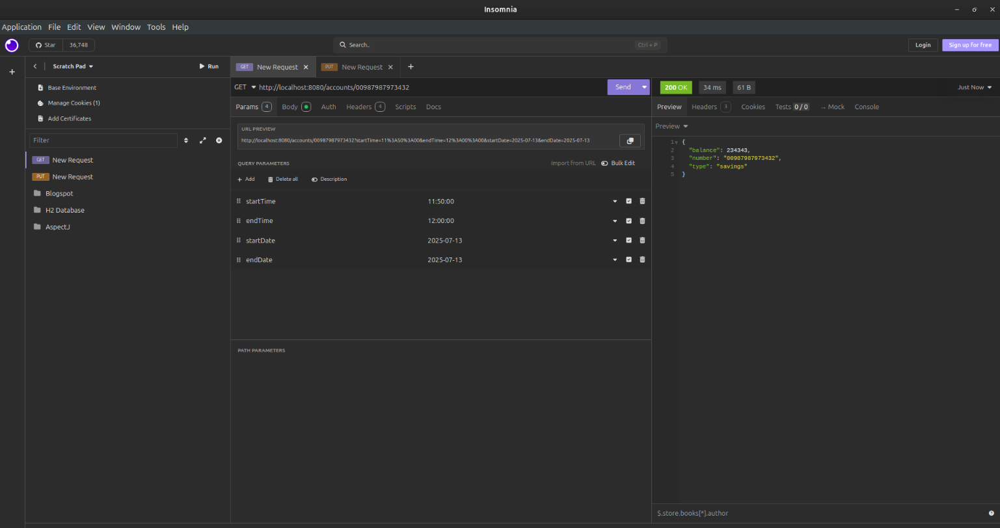 Insomnia
Application File Edit View Window Tools Help
Star 36,748
Search.. Ctrl + P
Login Sign up for free
Scratch Pad Run
GET New Request PUT New Request
Base Environment
Manage Cookies (1)
Add Certificates
Filter
GET New Request
PUT New Request
Blogspot
H2 Database
AspectJ
GET http://localhost:8080/accounts/00987987973432 Send
Params 4 Body Auth Headers 4 Scripts Docs
URL PREVIEW
http://localhost:8080/accounts/00987987973432?startTime=11%3A50%3A00&endTime=12%3A00%3A00&startDate=2025-07-13&endDate=2025-07-13
QUERY PARAMETERS Import from URL Bulk Edit
Add Delete all Description
startTime 11:50:00
endTime 12:00:00
startDate 2025-07-13
endDate 2025-07-13
PATH PARAMETERS
200 OK 34 ms 61 B Just Now
Preview Headers 3 Cookies Tests 0 / 0 → Mock Console
Preview
1 {
2 "balance": 234343,
3 "number": "00987987973432",
4 "type": "savings"
5 }
$.store.books[*].author